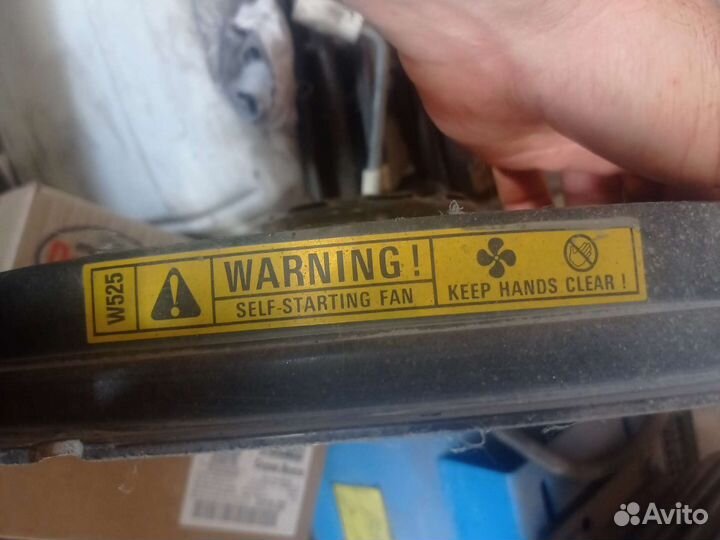 W525
WARNING!
SELF-STARTING FAN
KEEP HANDS CLEAR!
Avito